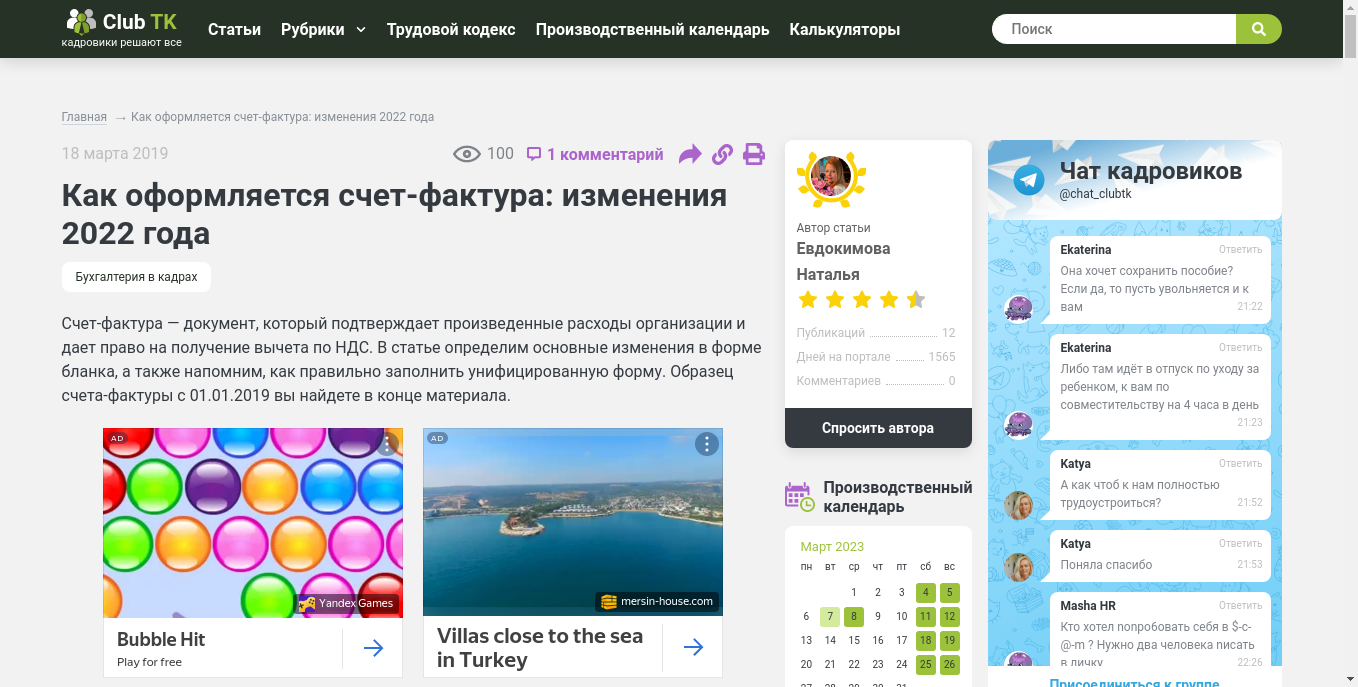 Club TK
кадровики решают все
Статьи
Рубрики
Трудовой кодекс
Производственный календарь
Калькуляторы
Поиск
Главная → Как оформляется счет-фактура: изменения 2022 года
18 марта 2019
100
1 комментарий
Как оформляется счет-фактура: изменения
2022 года
Бухгалтерия в кадрах
Счет-фактура — документ, который подтверждает произведенные расходы организации и
дает право на получение вычета по НДС. В статье определим основные изменения в форме
бланка, а также напомним, как правильно заполнить унифицированную форму. Образец
счета-фактуры с 01.01.2019 вы найдете в конце материала.
AD
Yandex Games
Bubble Hit
Play for free
AD
mersin-house.com
Villas close to the sea
in Turkey
Автор статьи
Евдокимова
Наталья
Публикаций 12
Дней на портале 1565
Комментариев 0
Спросить автора
Производственный
календарь
Март 2023
пн вт ср чт пт сб вс
1 2 3 4 5
6 7 8 9 10 11 12
13 14 15 16 17 18 19
20 21 22 23 24 25 26
27 28 29 30 31
Чат кадровиков
@chat_clubtk
Ekaterina Ответить
Она хочет сохранить пособие?
Если да, то пусть увольняется и к
вам 21:22
Ekaterina Ответить
Либо там идёт в отпуск по уходу за
ребенком, к вам по
совместительству на 4 часа в день
21:23
Katya Ответить
А как чтоб к нам полностью
трудоустроиться? 21:52
Katya Ответить
Поняла спасибо 21:53
Masha HR Ответить
Кто хотел попробовать себя в $-с-
@-m ? Нужно два человека писать
в личку 22:26
Присоединиться к группе